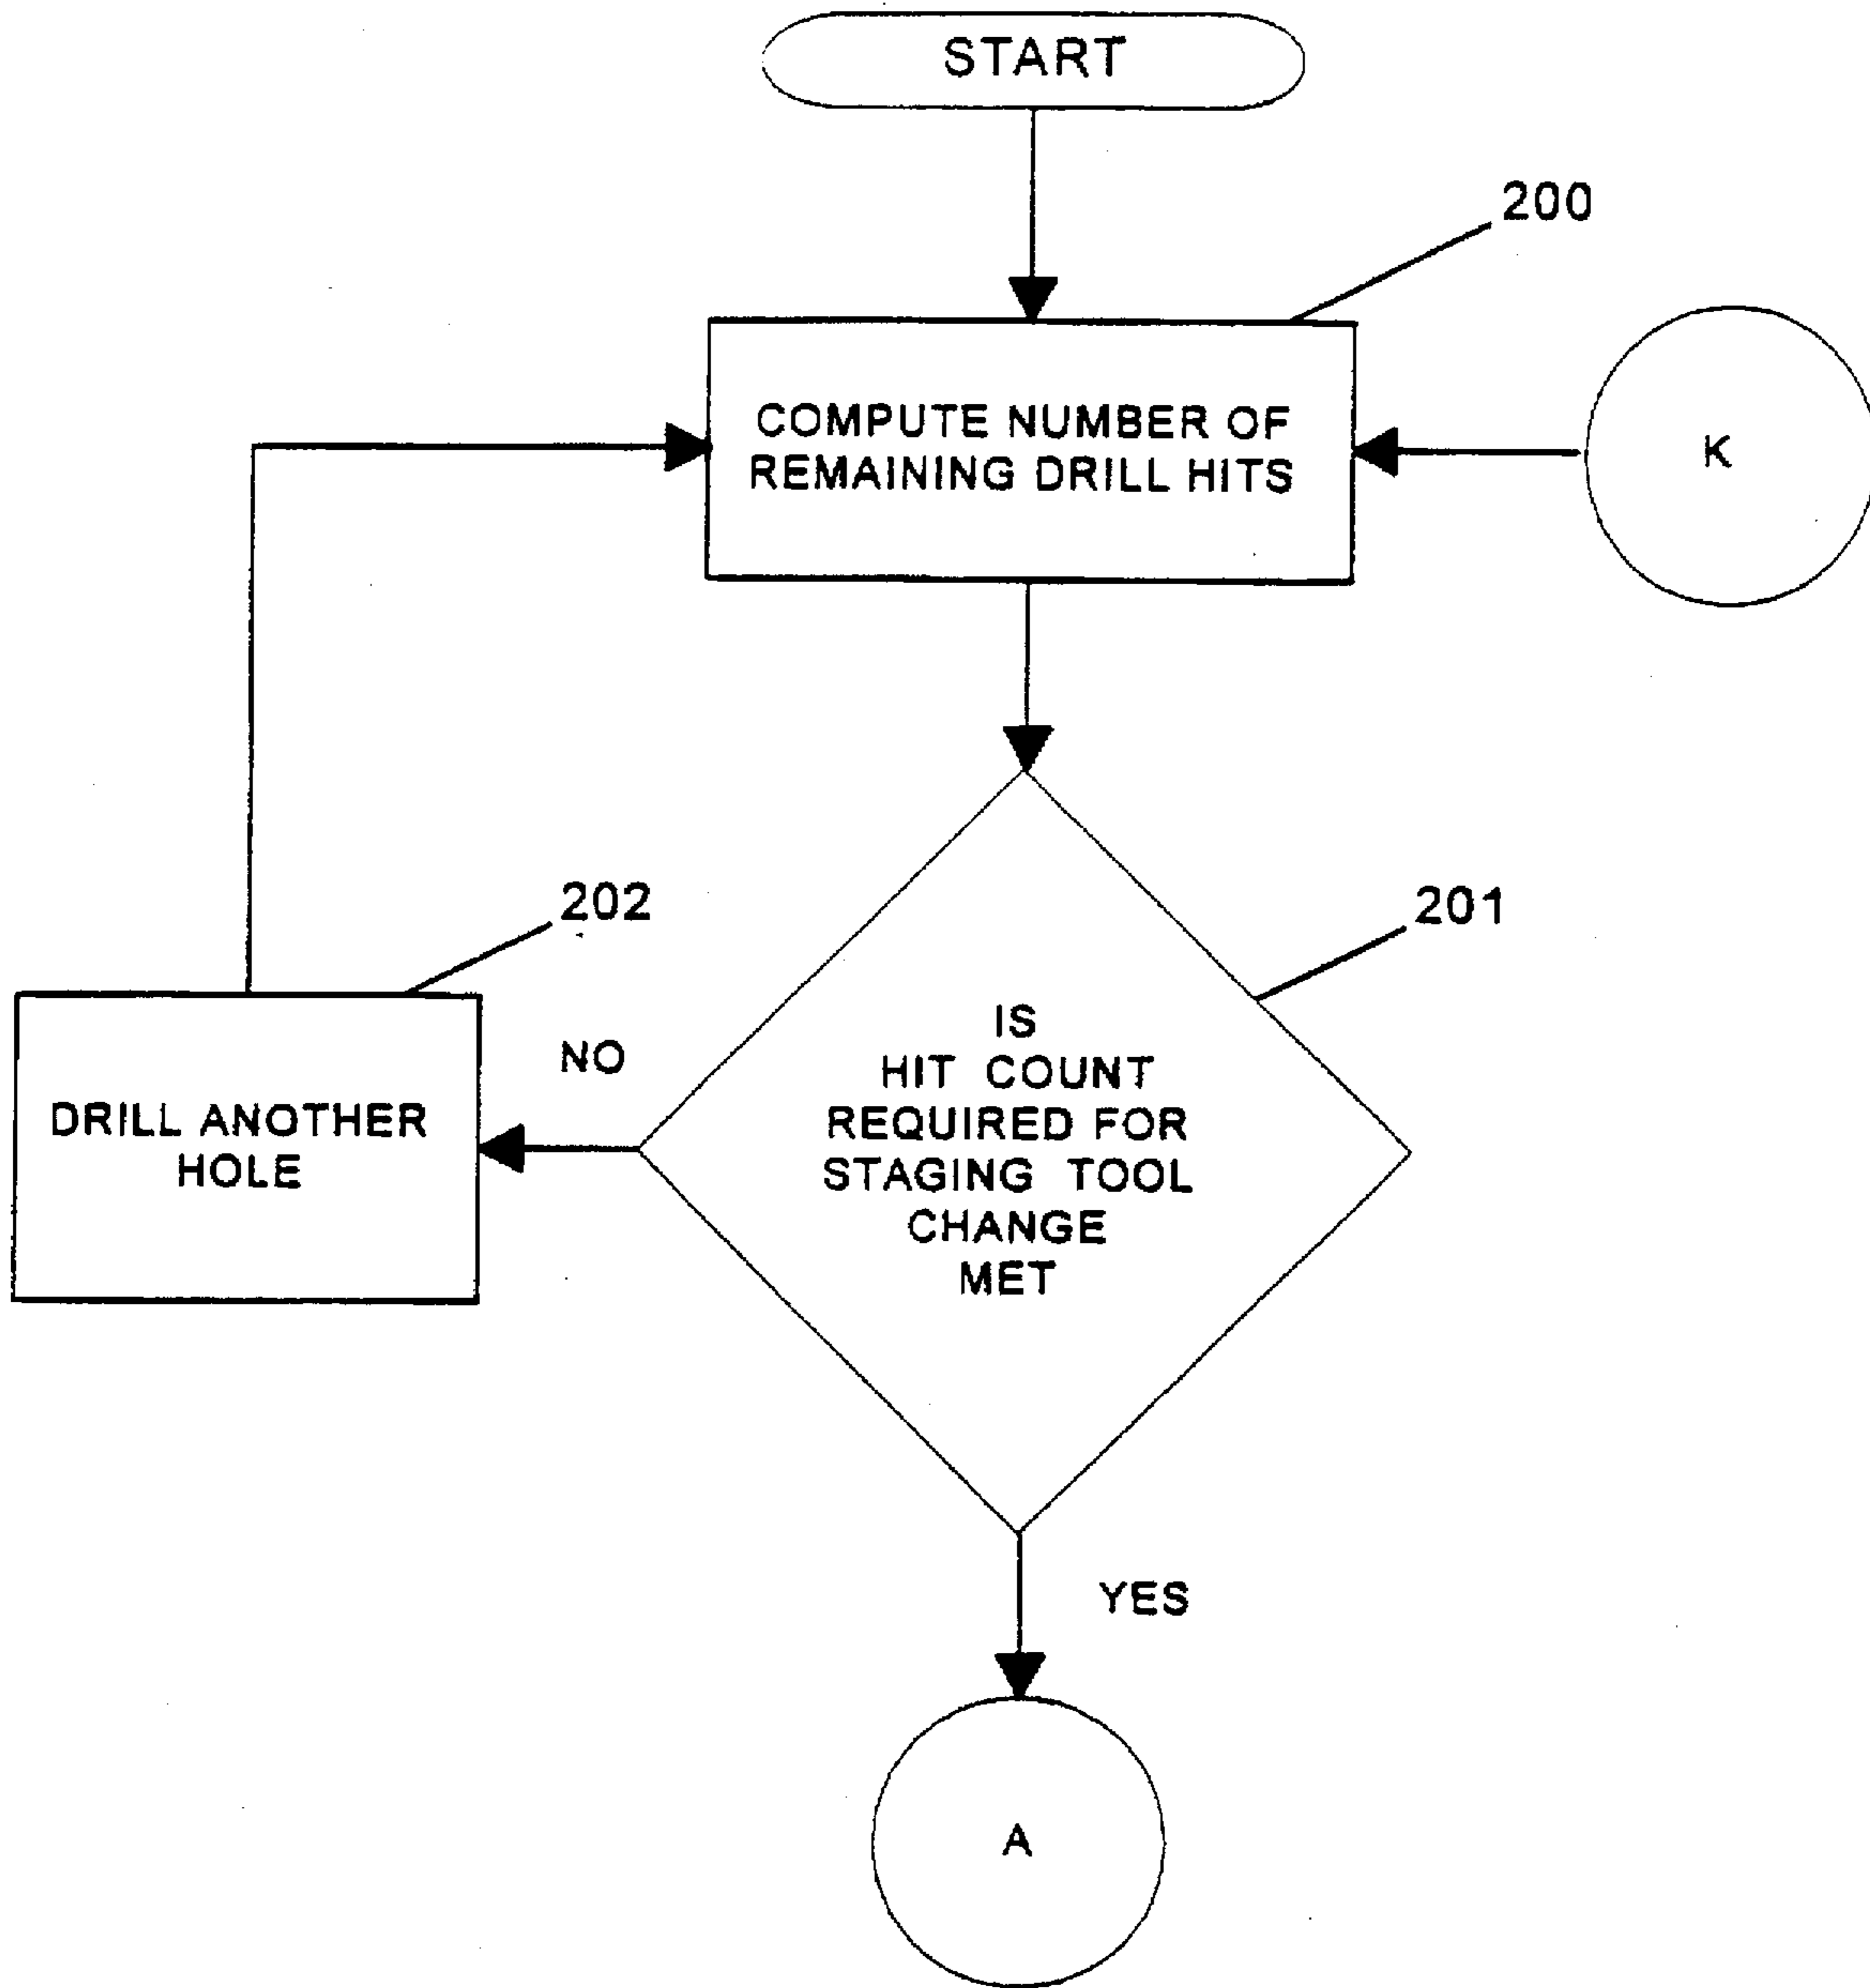 START
200
COMPUTE NUMBER OF
REMAINING DRILL HITS
K
202
201
IS
HIT COUNT
REQUIRED FOR
STAGING TOOL
CHANGE
MET
NO
DRILL ANOTHER
HOLE
YES
A